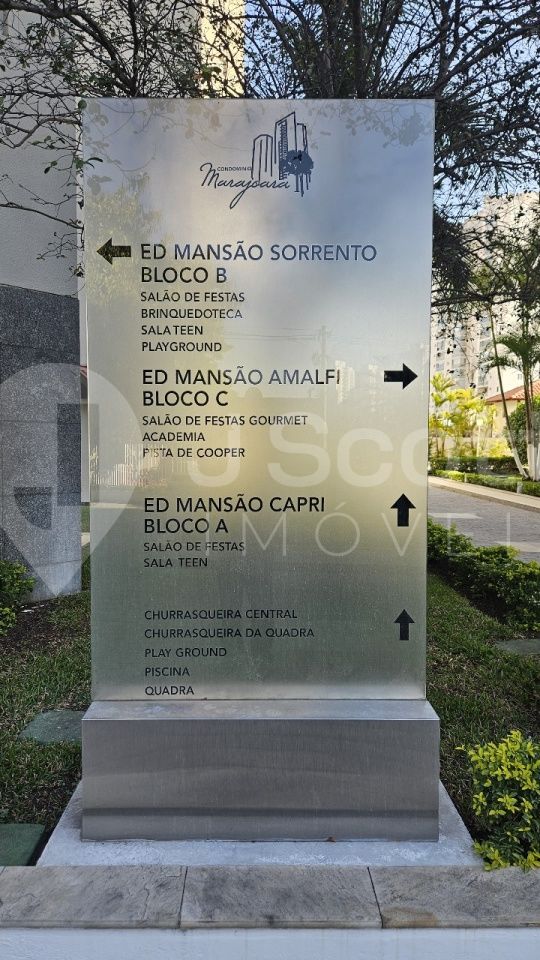 CONDOMINIO
Marajoara
ED MANSÃO SORRENTO
BLOCO B
SALÃO DE FESTAS
BRINQUEDOTECA
SALA TEEN
PLAYGROUND
ED MANSÃO AMALFI
BLOCO C
SALÃO DE FESTAS GOURMET
ACADEMIA
PISTA DE COOPER
ED MANSÃO CAPRI
BLOCO A
SALÃO DE FESTAS
SALA TEEN
CHURRASQUEIRA CENTRAL
CHURRASQUEIRA DA QUADRA
PLAY GROUND
PISCINA
QUADRA